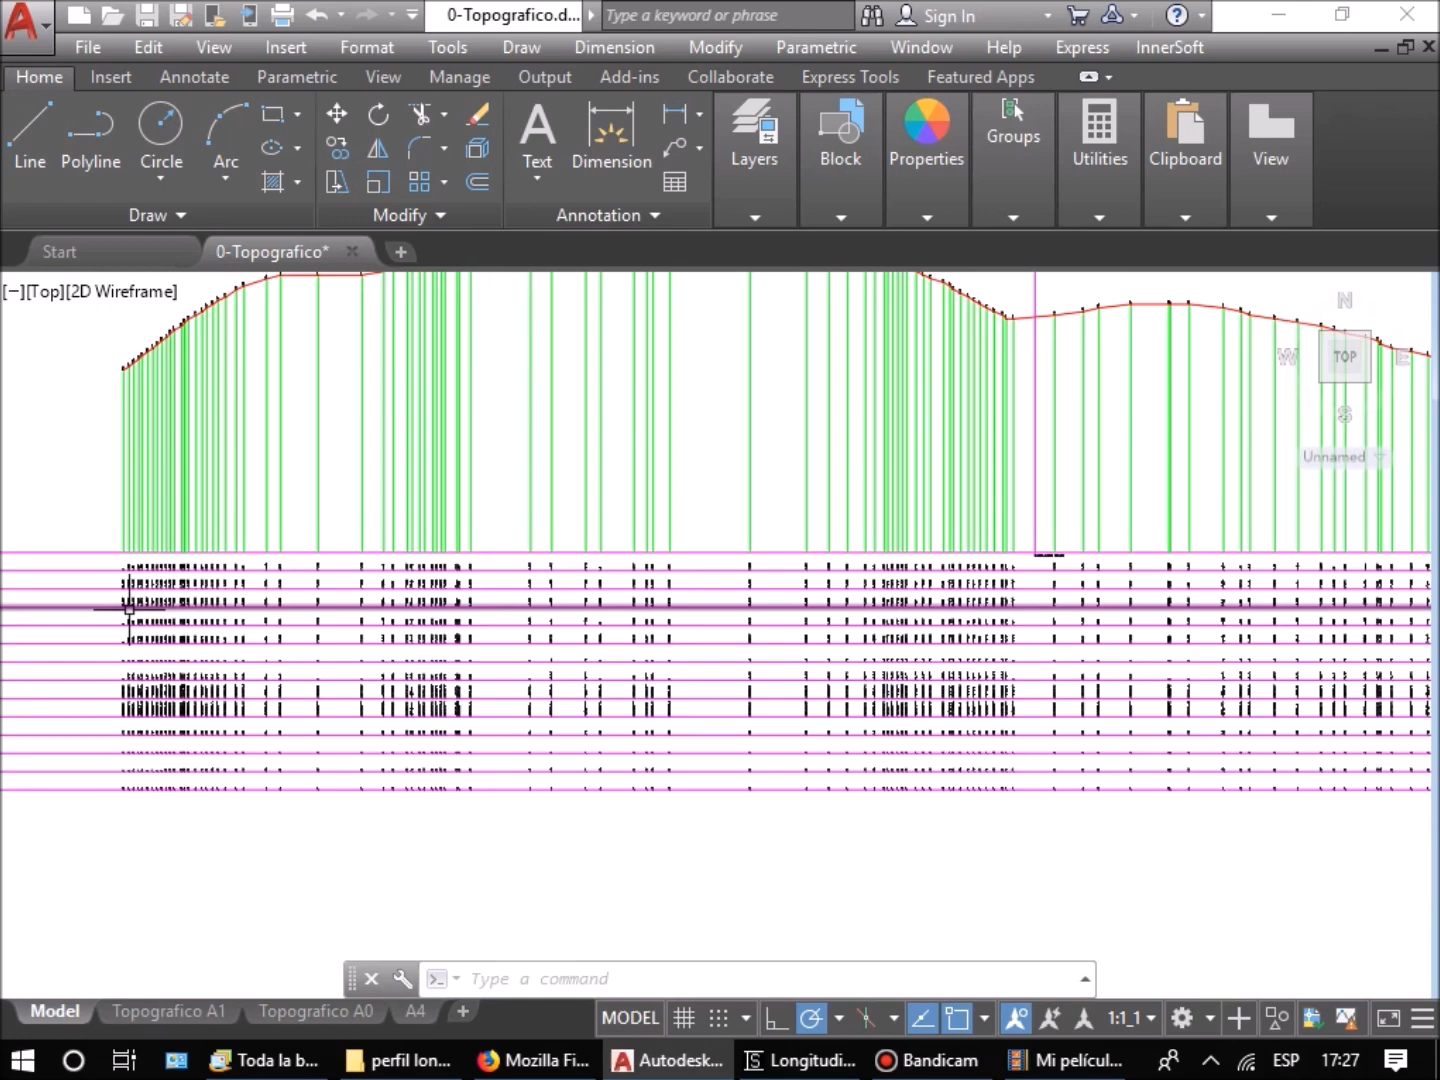 0-Topografico.d...
Type a keyword or phrase
Sign In
File Edit View Insert Format Tools Draw Dimension Modify Parametric Window Help Express InnerSoft
Home Insert Annotate Parametric View Manage Output Add-ins Collaborate Express Tools Featured Apps
Line Polyline Circle Arc Text Dimension Layers Block Properties Groups Utilities Clipboard View
Draw Modify Annotation
Start 0-Topografico*
[−][Top][2D Wireframe]
N
W TOP E
S
Unnamed
Type a command
Model Topografico A1 Topografico A0 A4 MODEL 1:1_1
Toda la b... perfil lon... Mozilla Fi... Autodesk... Longitudi... Bandicam Mi películ... ESP 17:27